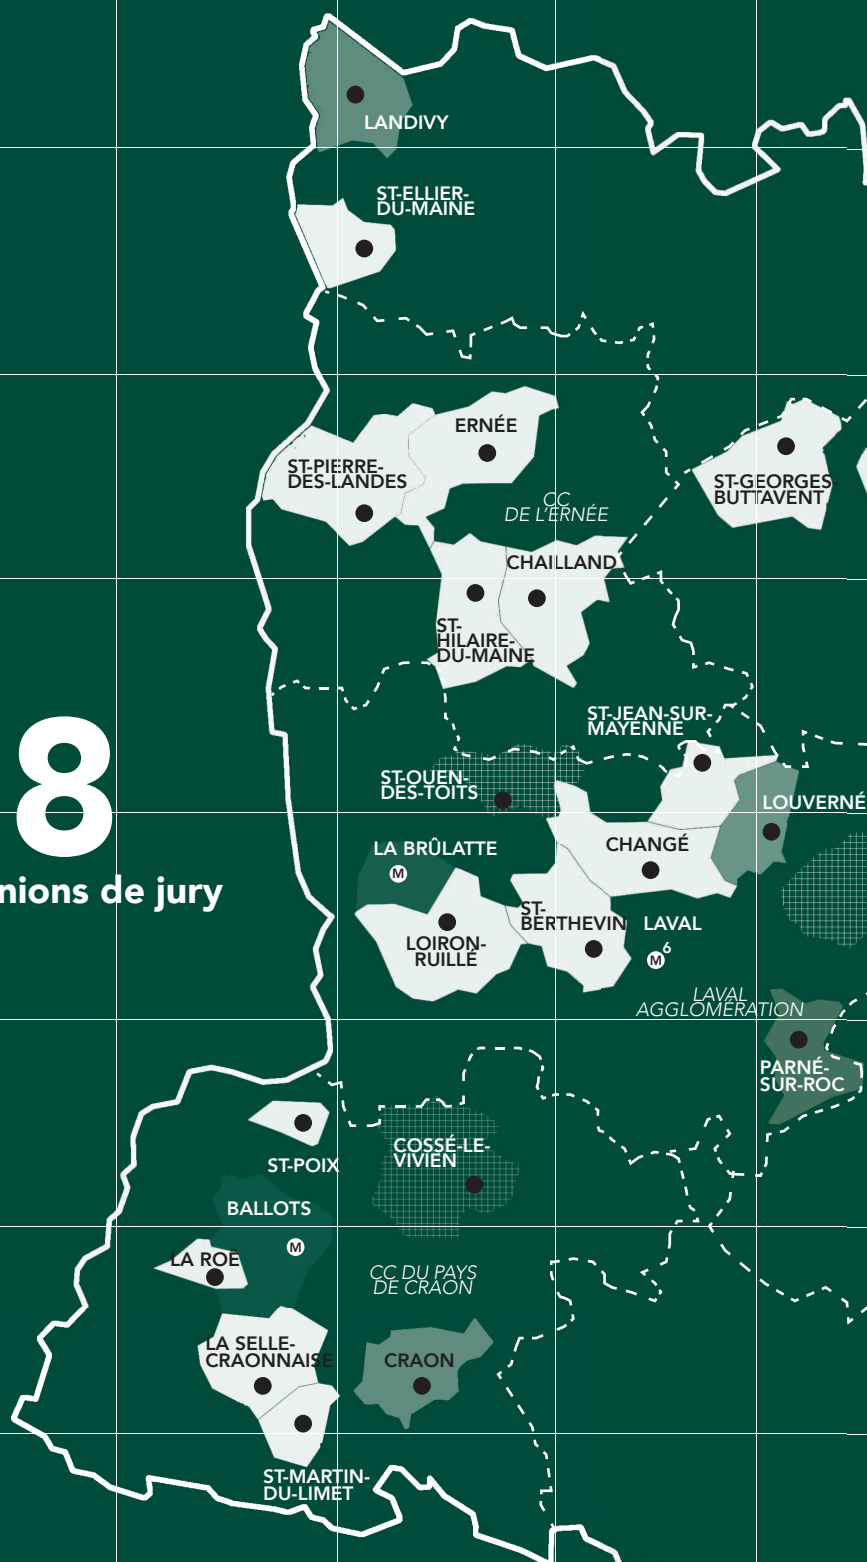 LANDIVY
ST-ELLIER-
DU-MAINE
ERNÉE
ST-PIERRE-
DES-LANDES
ST-GEORGES-
BUTTAVENT
CC
DE L'ERNÉE
CHAILLAND
ST-
HILAIRE-
DU-MAINE
8
nions de jury
ST-JEAN-SUR-
MAYENNE
ST-OUEN-
DES-TOITS
LOUVERNÉ
LA BRÛLATTE
M
CHANGÉ
ST-
BERTHEVIN
LAVAL
M 6
LOIRON-
RUILLÉ
LAVAL
AGGLOMÉRATION
PARNÉ-
SUR-ROC
ST-POIX
COSSÉ-LE-
VIVIEN
BALLOTS
M
LA ROË
CC DU PAYS
DE CRAON
LA SELLE-
CRAONNAISE
CRAON
ST-MARTIN-
DU-LIMET